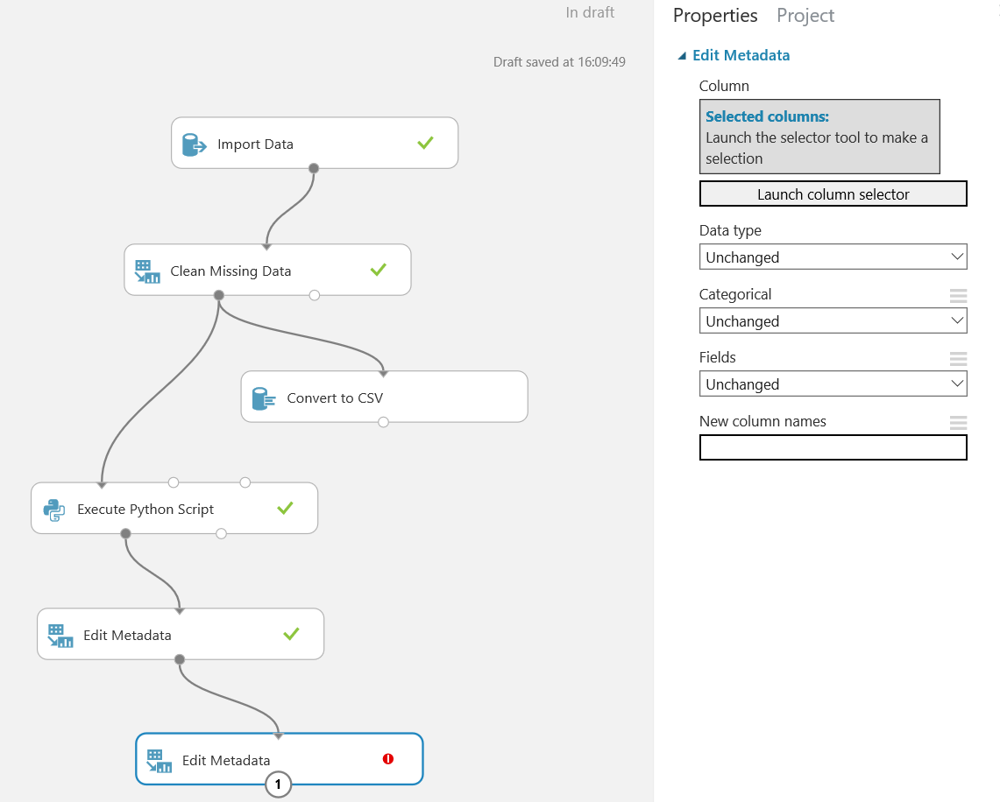 In draft
Draft saved at 16:09:49
Import Data
Clean Missing Data
Convert to CSV
Execute Python Script
Edit Metadata
Edit Metadata
1
Properties Project
Edit Metadata
Column
Selected columns:
Launch the selector tool to make a
selection
Launch column selector
Data type
Unchanged
Categorical
Unchanged
Fields
Unchanged
New column names